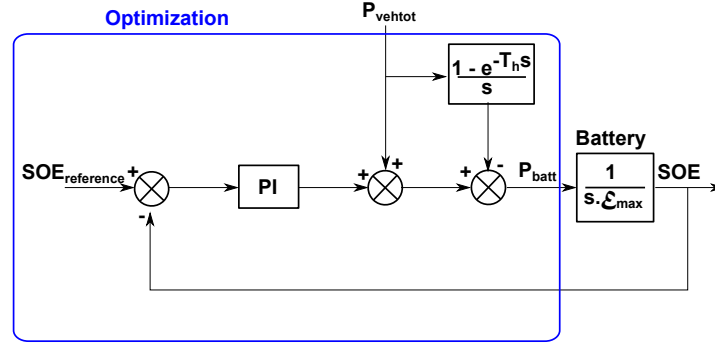 Optimization
P_vehtot
1 - e^-T_h s
s
Battery
SOE_reference
+
-
PI
+
+
+
-
P_batt
1
s.ℰ_max
SOE